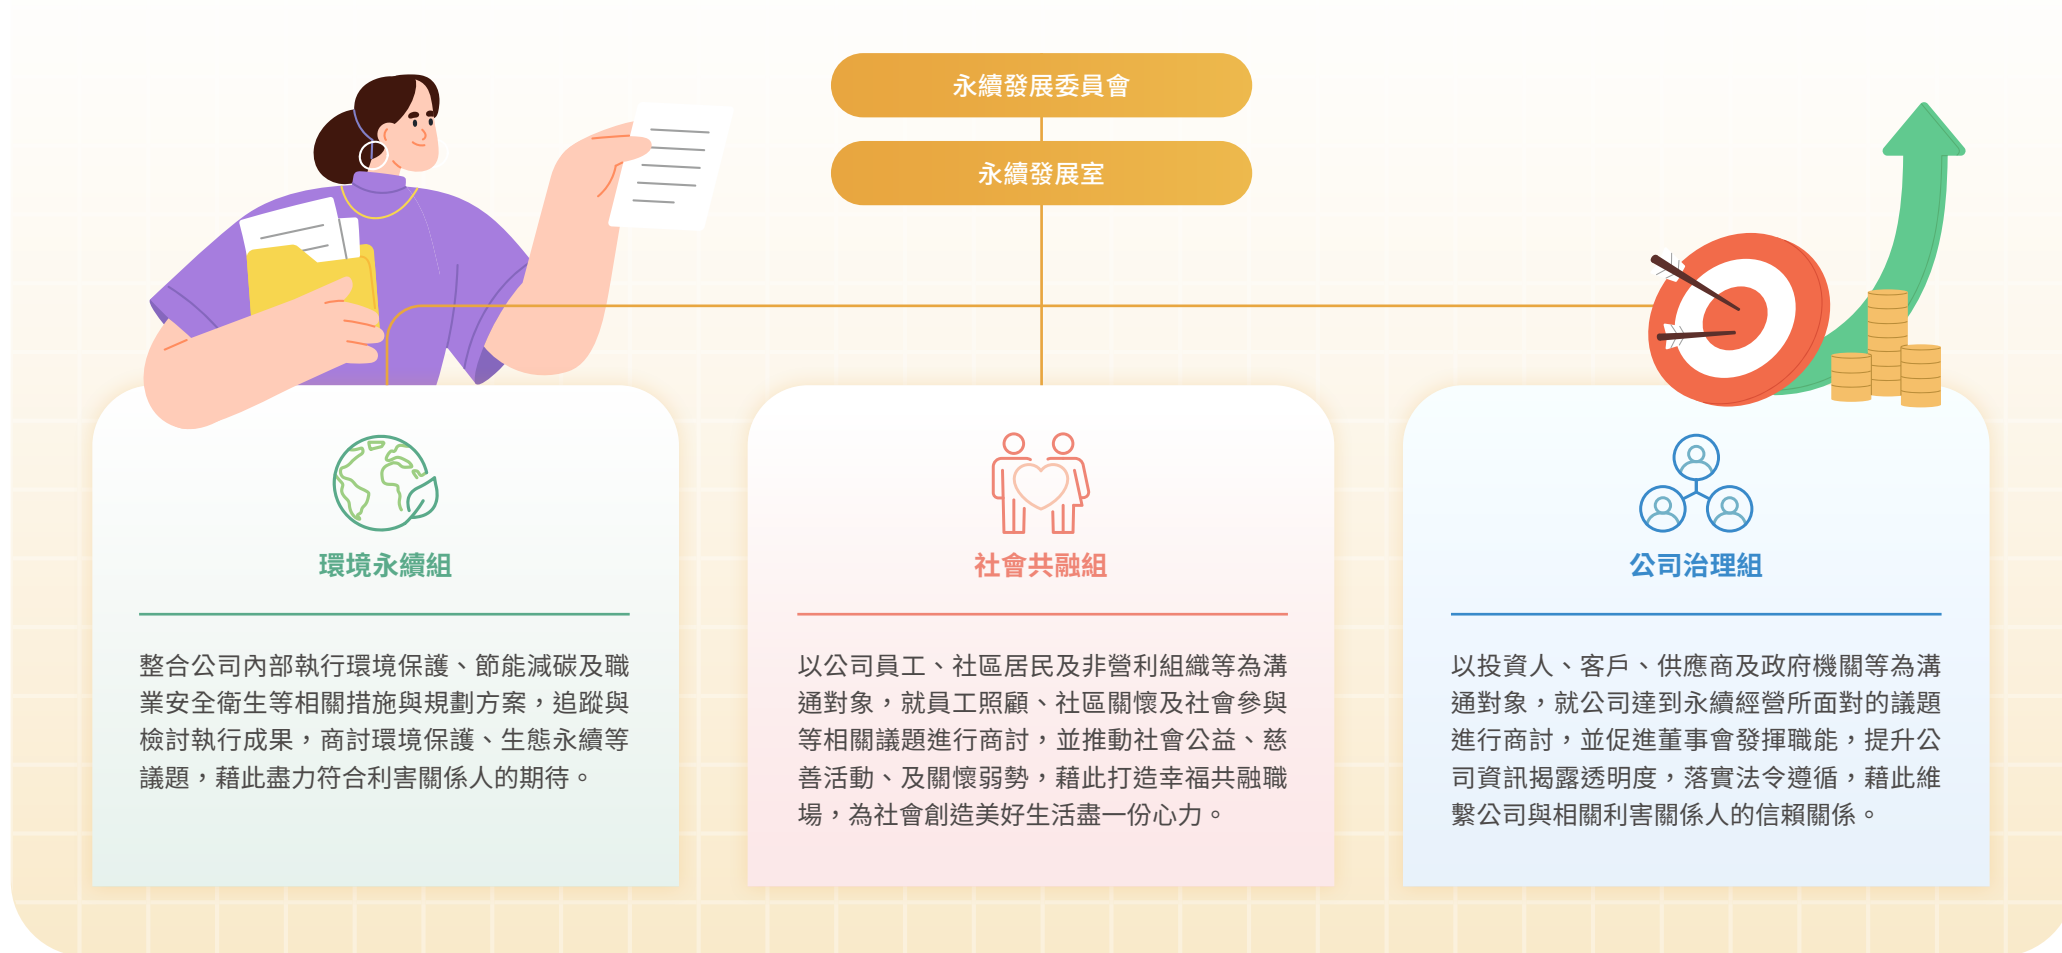 永續發展委員會
永續發展室
環境永續組
整合公司內部執行環境保護、節能減碳及職
業安全衛生等相關措施與規劃方案，追蹤與
檢討執行成果，商討環境保護、生態永續等
議題，藉此盡力符合利害關係人的期待。
社會共融組
以公司員工、社區居民及非營利組織等為溝
通對象，就員工照顧、社區關懷及社會參與
等相關議題進行商討，並推動社會公益、慈
善活動、及關懷弱勢，藉此打造幸福共融職
場，為社會創造美好生活盡一份心力。
公司治理組
以投資人、客戶、供應商及政府機關等為溝
通對象，就公司達到永續經營所面對的議題
進行商討，並促進董事會發揮職能，提升公
司資訊揭露透明度，落實法令遵循，藉此維
繫公司與相關利害關係人的信賴關係。